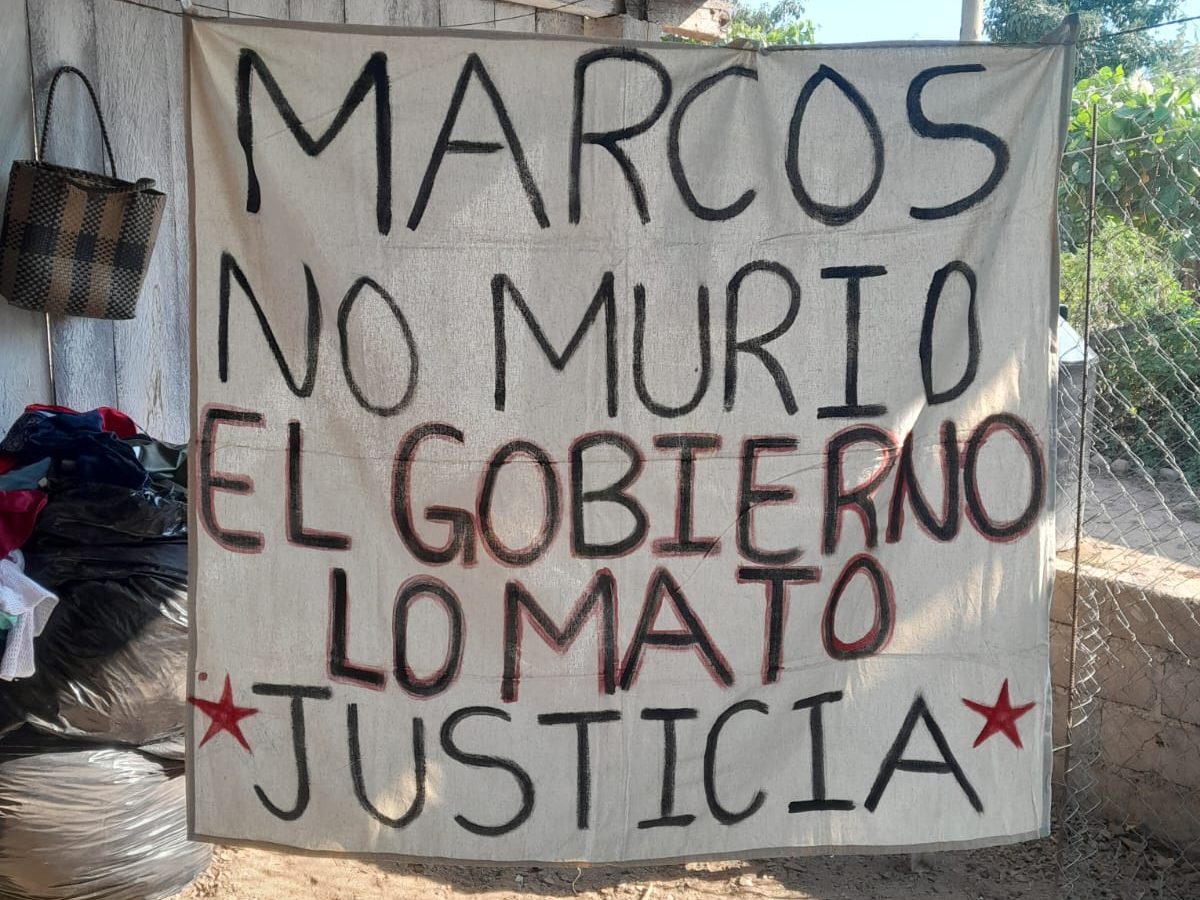 MARCOS
NO MURIO
EL GOBIERNO
LO MATO
JUSTICIA